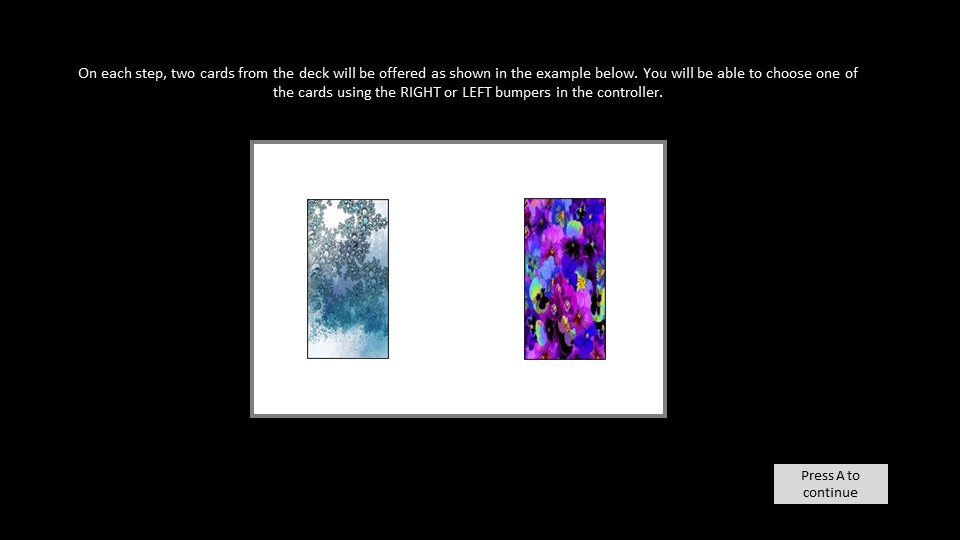 On each step, two cards from the deck will be offered as shown in the example below. You will be able to choose one of
the cards using the RIGHT or LEFT bumpers in the controller.
Press A to
continue